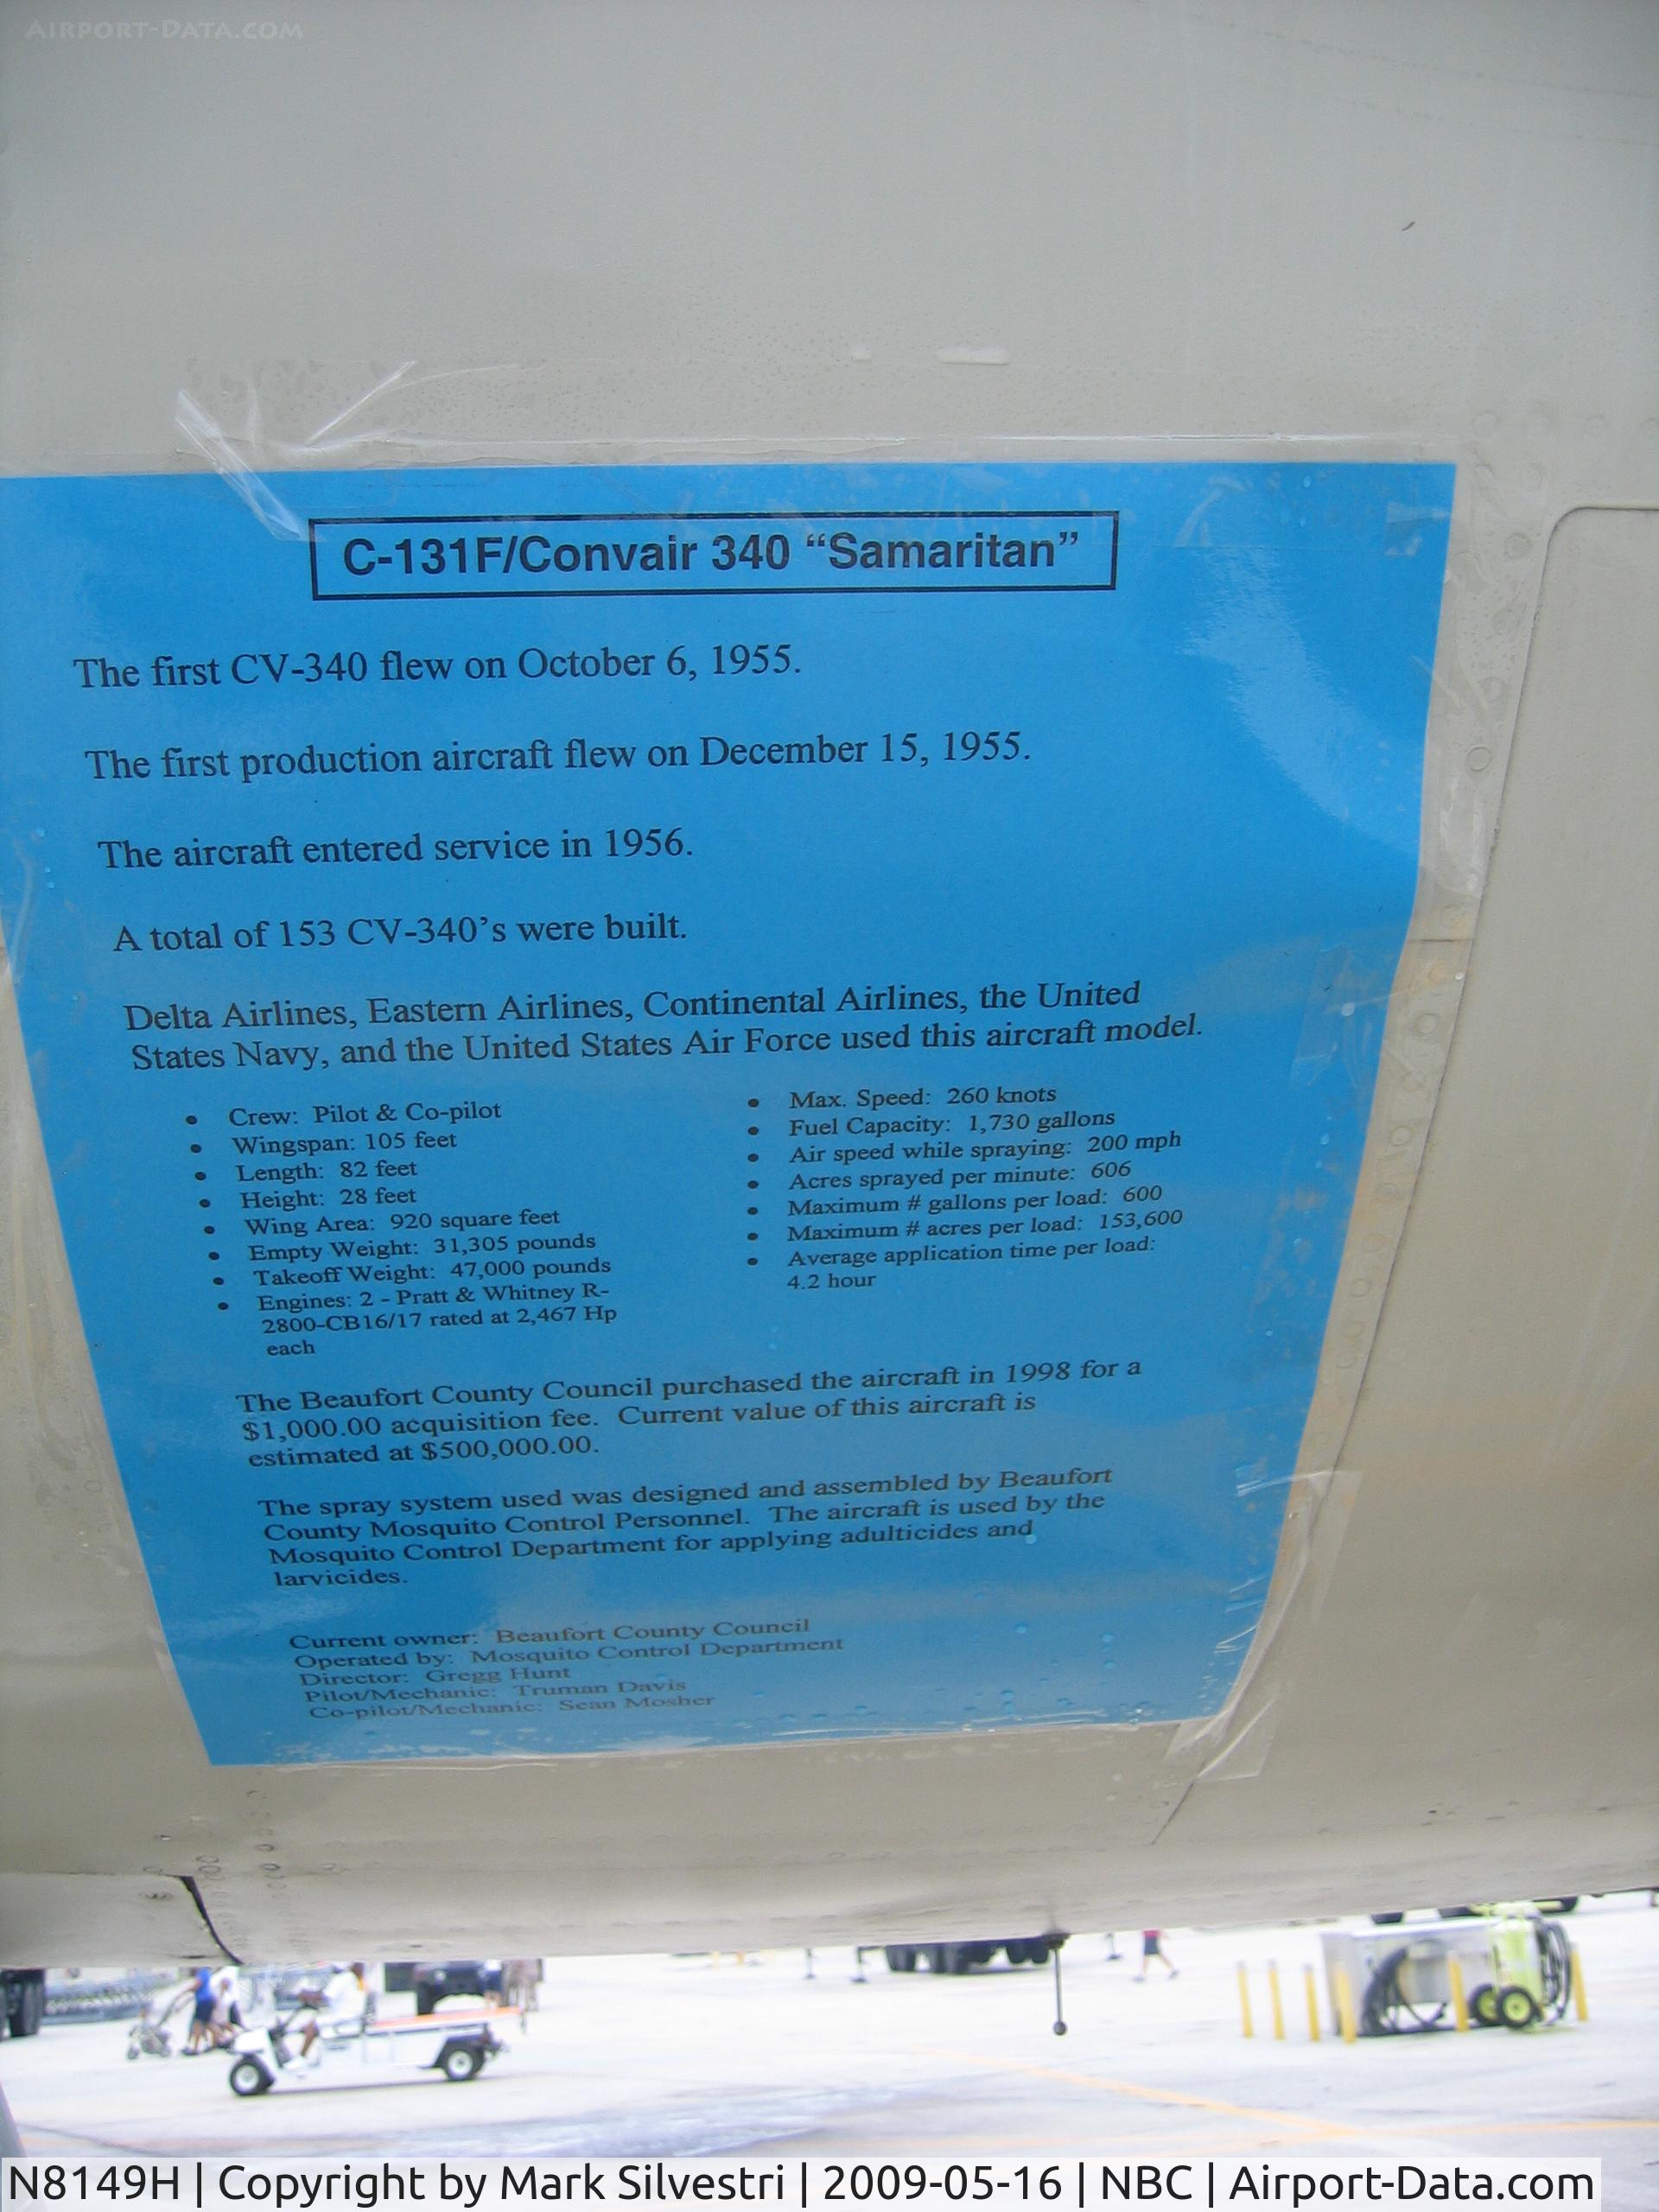 AIRPORT-DATA.COM
C-131F/Convair 340 “Samaritan”
The first CV-340 flew on October 6, 1955.
The first production aircraft flew on December 15, 1955.
The aircraft entered service in 1956.
A total of 153 CV-340’s were built.
Delta Airlines, Eastern Airlines, Continental Airlines, the United
States Navy, and the United States Air Force used this aircraft model.
• Crew: Pilot & Co-pilot
• Wingspan: 105 feet
• Length: 82 feet
• Height: 28 feet
• Wing Area: 920 square feet
• Empty Weight: 31,305 pounds
• Takeoff Weight: 47,000 pounds
• Engines: 2 - Pratt & Whitney R-
2800-CB16/17 rated at 2,467 Hp
each
• Max. Speed: 260 knots
• Fuel Capacity: 1,730 gallons
• Air speed while spraying: 200 mph
• Acres sprayed per minute: 606
• Maximum # gallons per load: 600
• Maximum # acres per load: 153,600
• Average application time per load:
4.2 hour
The Beaufort County Council purchased the aircraft in 1998 for a
$1,000.00 acquisition fee. Current value of this aircraft is
estimated at $500,000.00.
The spray system used was designed and assembled by Beaufort
County Mosquito Control Personnel. The aircraft is used by the
Mosquito Control Department for applying adulticides and
larvicides.
Current owner: Beaufort County Council
Operated by: Mosquito Control Department
Director: Gregg Hunt
Pilot/Mechanic: Truman Davis
Co-pilot/Mechanic: Sean Mosher
N8149H | Copyright by Mark Silvestri | 2009-05-16 | NBC | Airport-Data.com